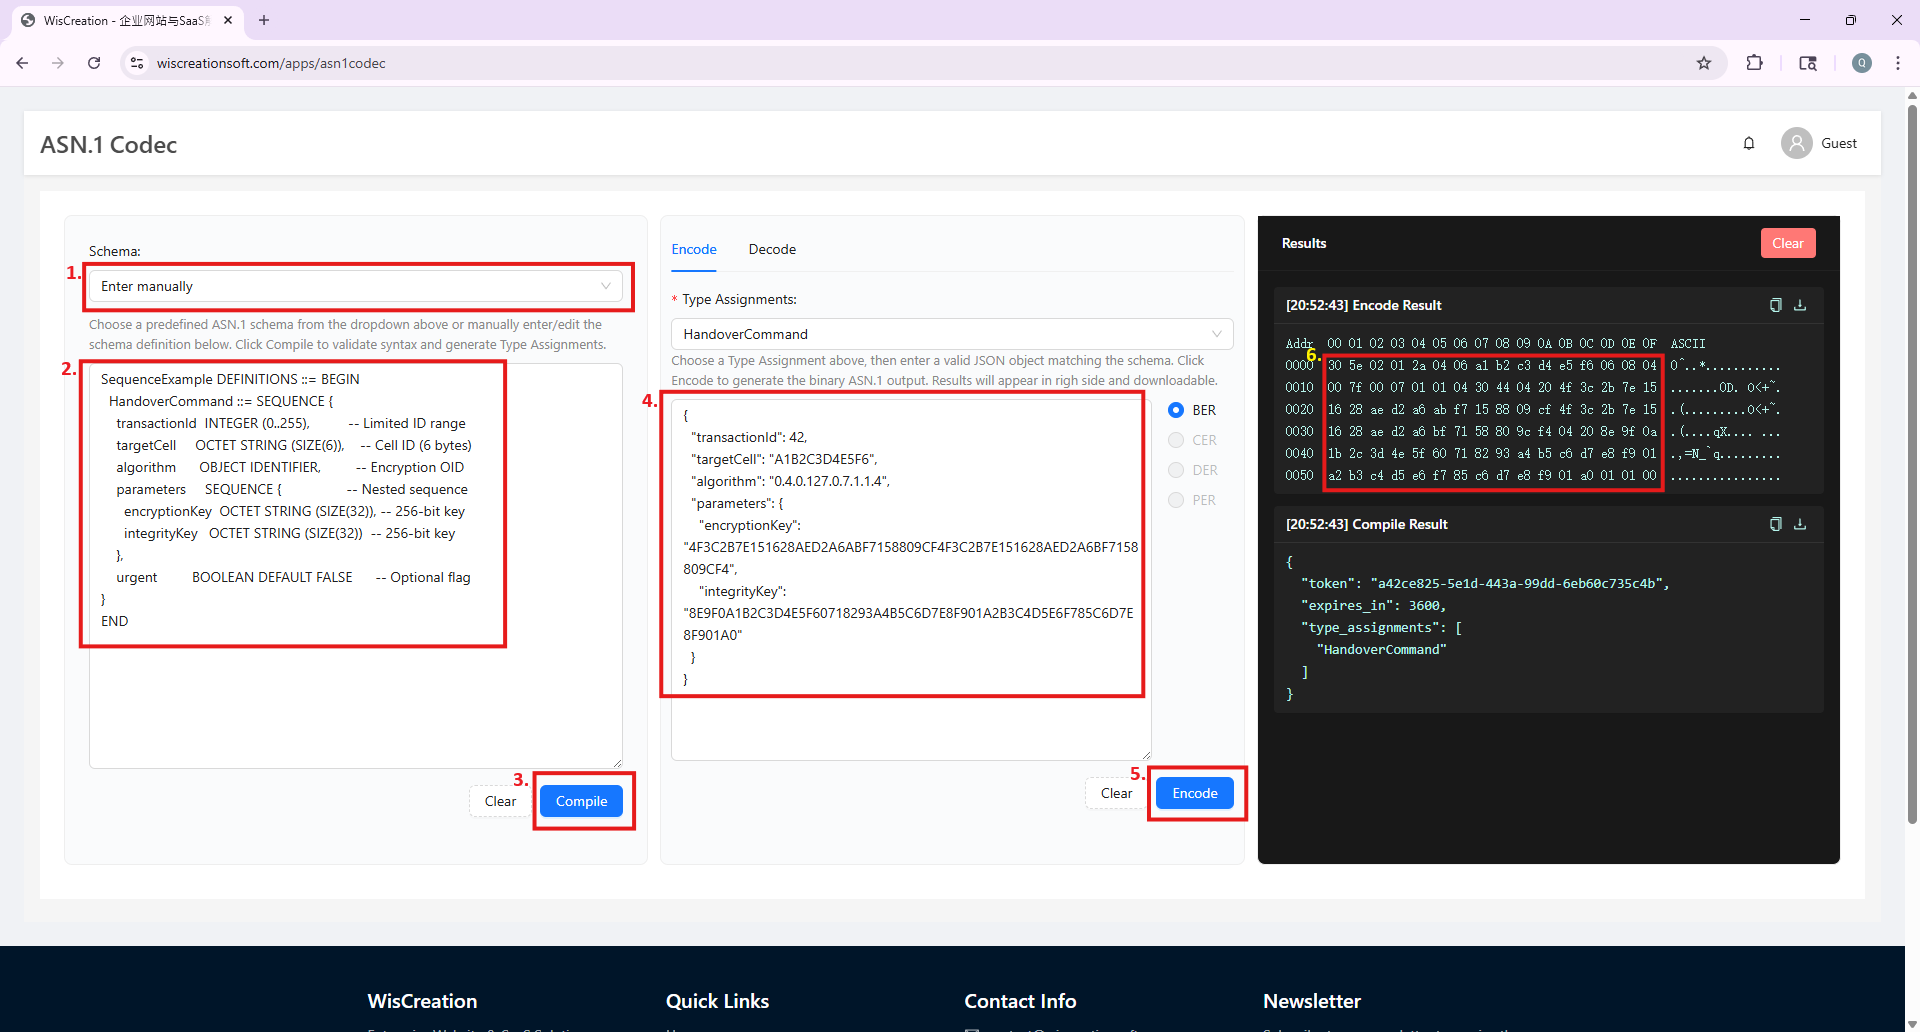 WisCreation - 企业网站与SaaS
wiscreationsoft.com/apps/asn1codec
Q
ASN.1 Codec
Guest
Schema:
1.
Enter manually
Choose a predefined ASN.1 schema from the dropdown above or manually enter/edit the
schema definition below. Click Compile to validate syntax and generate Type Assignments.
2.
SequenceExample DEFINITIONS ::= BEGIN
HandoverCommand ::= SEQUENCE {
transactionId INTEGER (0..255), -- Limited ID range
targetCell OCTET STRING (SIZE(6)), -- Cell ID (6 bytes)
algorithm OBJECT IDENTIFIER, -- Encryption OID
parameters SEQUENCE { -- Nested sequence
encryptionKey OCTET STRING (SIZE(32)), -- 256-bit key
integrityKey OCTET STRING (SIZE(32)) -- 256-bit key
},
urgent BOOLEAN DEFAULT FALSE -- Optional flag
}
END
3.
Clear
Compile
Encode
Decode
* Type Assignments:
HandoverCommand
Choose a Type Assignment above, then enter a valid JSON object matching the schema. Click
Encode to generate the binary ASN.1 output. Results will appear in righ side and downloadable.
4.
{
"transactionId": 42,
"targetCell": "A1B2C3D4E5F6",
"algorithm": "0.4.0.127.0.7.1.1.4",
"parameters": {
"encryptionKey":
"4F3C2B7E151628AED2A6ABF7158809CF4F3C2B7E151628AED2A6BF7158
809CF4",
"integrityKey":
"8E9F0A1B2C3D4E5F60718293A4B5C6D7E8F901A2B3C4D5E6F785C6D7E
8F901A0"
}
}
BER
CER
DER
PER
5.
Clear
Encode
Results
Clear
[20:52:43] Encode Result
Addr 00 01 02 03 04 05 06 07 08 09 0A 0B 0C 0D 0E 0F ASCII
6.
0000 30 5e 02 01 2a 04 06 a1 b2 c3 d4 e5 f6 06 08 04 0^..*...........
0010 00 7f 00 07 01 01 04 30 44 04 20 4f 3c 2b 7e 15 .......0D. O<+~.
0020 16 28 ae d2 a6 ab f7 15 88 09 cf 4f 3c 2b 7e 15 .(.........O<+~.
0030 16 28 ae d2 a6 bf 71 58 80 9c f4 04 20 8e 9f 0a .(....qX.... ...
0040 1b 2c 3d 4e 5f 60 71 82 93 a4 b5 c6 d7 e8 f9 01 .,=N_`q.........
0050 a2 b3 c4 d5 e6 f7 85 c6 d7 e8 f9 01 a0 01 01 00 ................
[20:52:43] Compile Result
{
"token": "a42ce825-5e1d-443a-99dd-6eb60c735c4b",
"expires_in": 3600,
"type_assignments": [
"HandoverCommand"
]
}
WisCreation
Quick Links
Contact Info
Newsletter